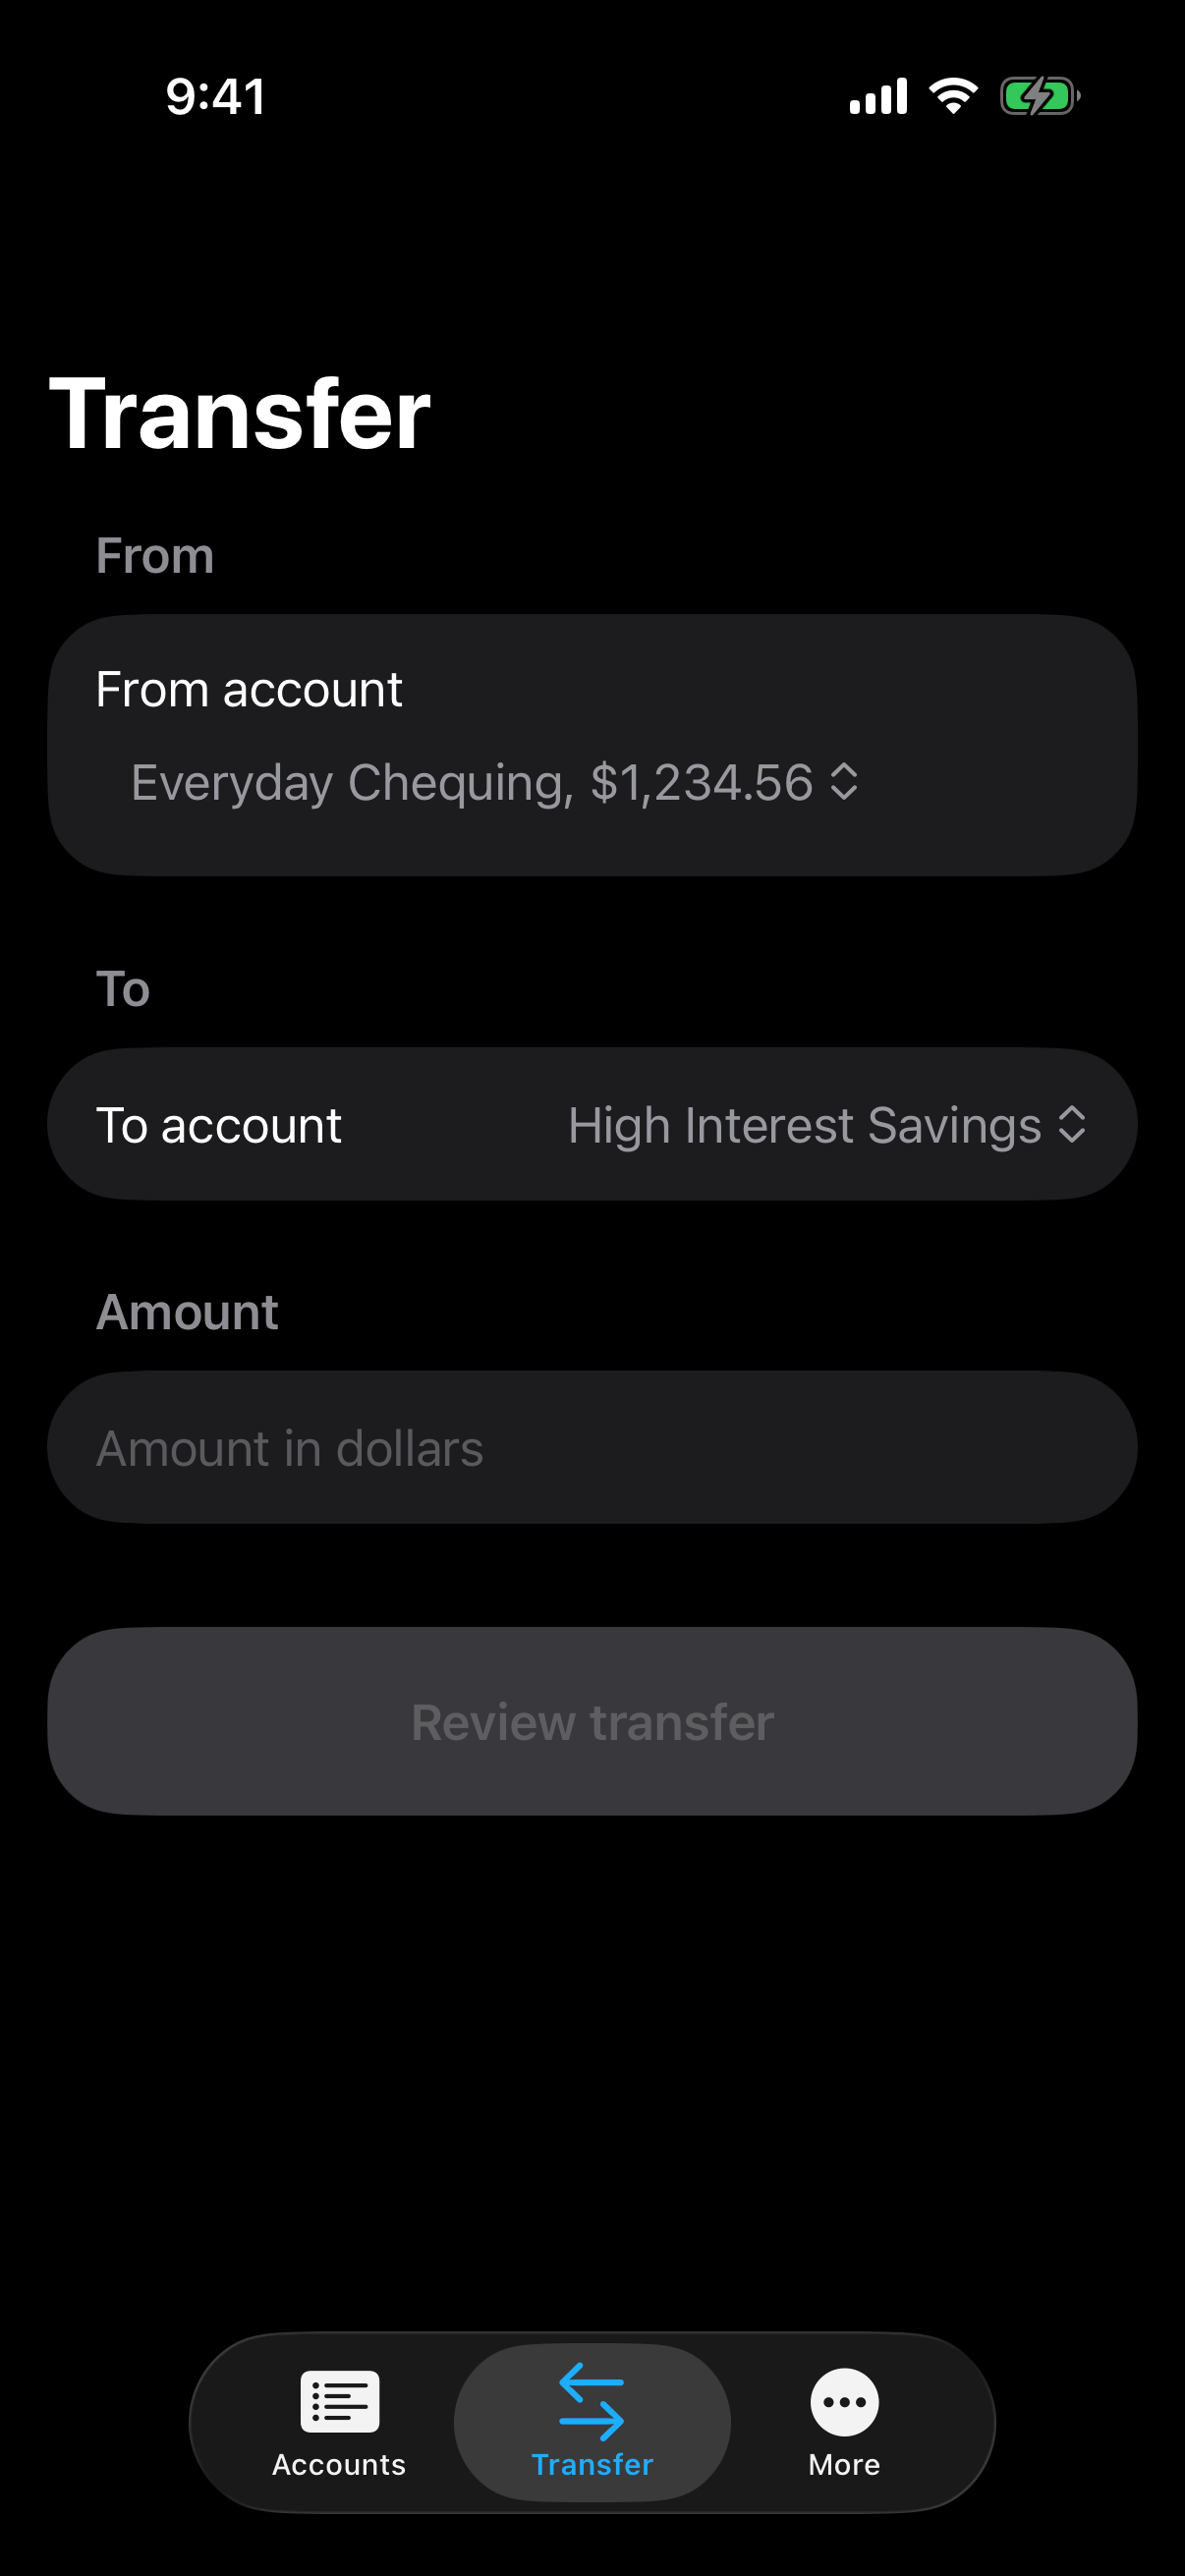 9:41
Transfer
From
From account
Everyday Chequing, $1,234.56
To
To account High Interest Savings
Amount
Amount in dollars
Review transfer
Accounts Transfer More